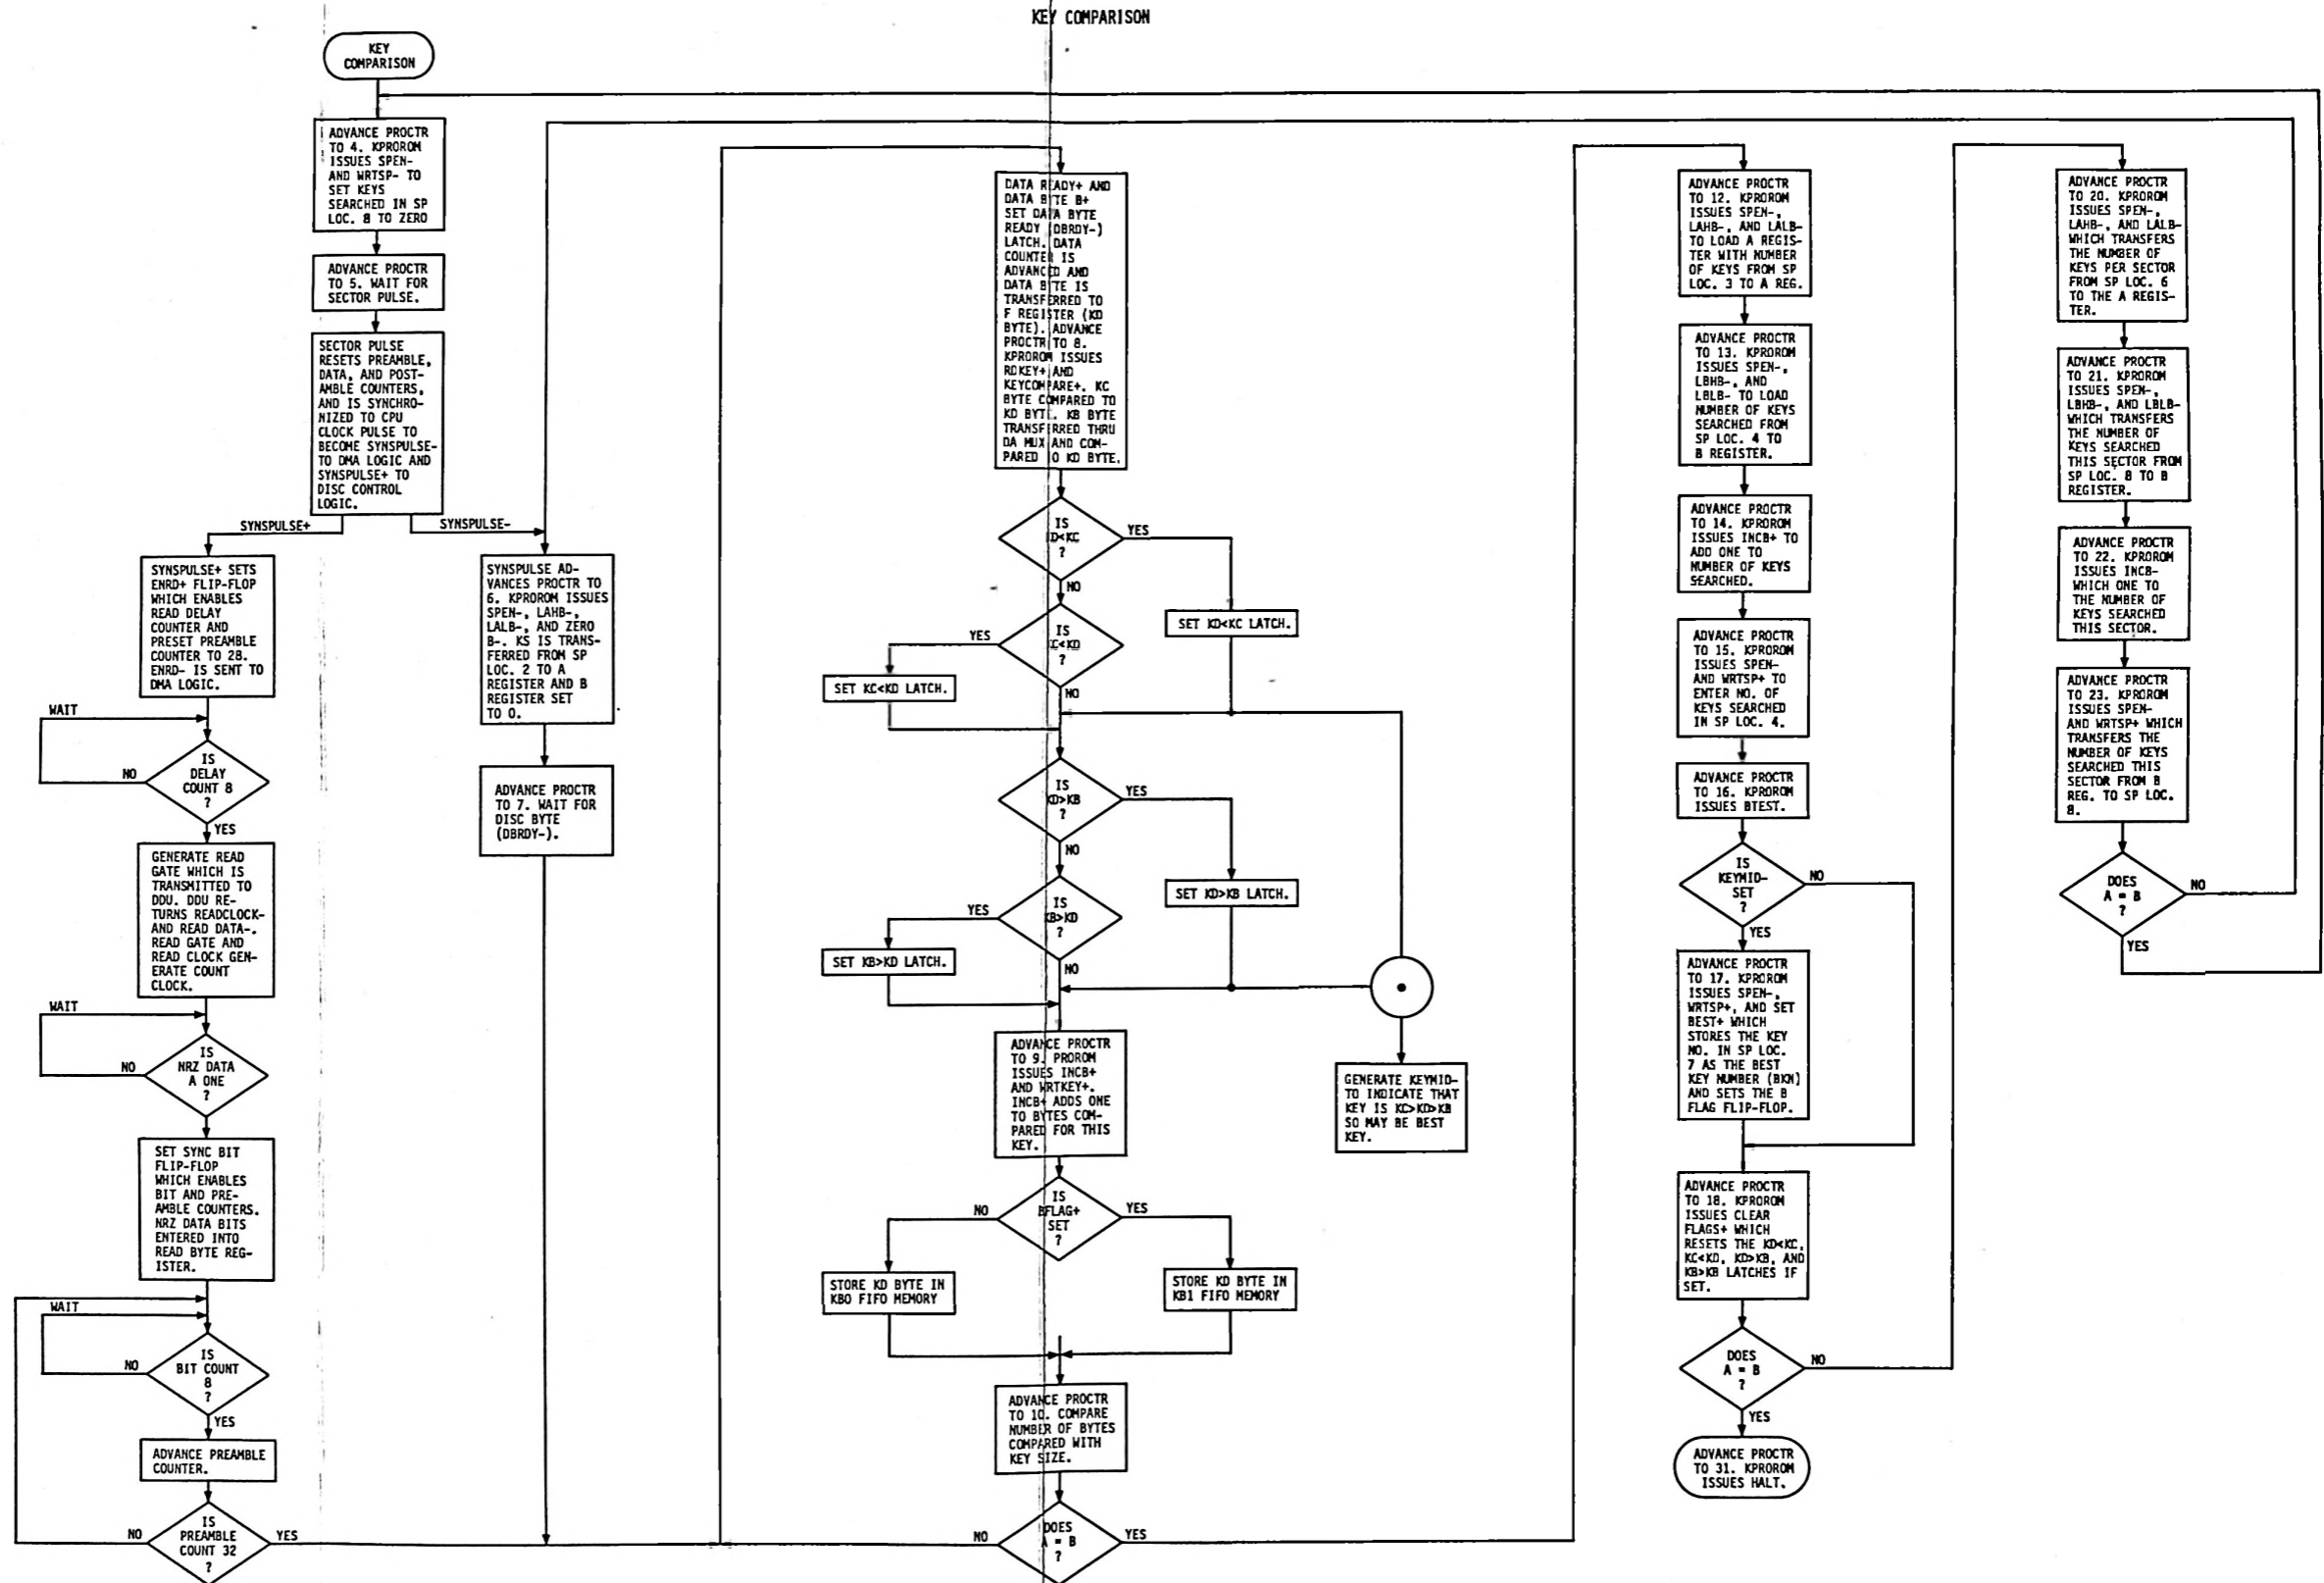 KEY COMPARISON
KEY
COMPARISON
ADVANCE PROCTR
TO 4. KPROROM
ISSUES SPEN-
AND WRTSP- TO
SET KEYS
SEARCHED IN SP
LOC. 8 TO ZERO
ADVANCE PROCTR
TO 5. WAIT FOR
SECTOR PULSE.
SECTOR PULSE
RESETS PREAMBLE,
DATA, AND POST-
AMBLE COUNTERS,
AND IS SYNCHRO-
NIZED TO CPU
CLOCK PULSE TO
BECOME SYNSPULSE-
TO DMA LOGIC AND
SYNSPULSE+ TO
DISC CONTROL
LOGIC.
SYNSPULSE+
SYNSPULSE-
SYNSPULSE+ SETS
ENRD+ FLIP-FLOP
WHICH ENABLES
READ DELAY
COUNTER AND
PRESET PREAMBLE
COUNTER TO 28.
ENRD- IS SENT TO
DMA LOGIC.
WAIT
IS
DELAY
COUNT 8
?
NO
YES
GENERATE READ
GATE WHICH IS
TRANSMITTED TO
DDU. DDU RE-
TURNS READCLOCK-
AND READ DATA-.
READ GATE AND
READ CLOCK GEN-
ERATE COUNT
CLOCK.
WAIT
IS
NRZ DATA
A ONE
?
NO
SET SYNC BIT
FLIP-FLOP
WHICH ENABLES
BIT AND PRE-
AMBLE COUNTERS.
NRZ DATA BITS
ENTERED INTO
READ BYTE REG-
ISTER.
WAIT
IS
BIT COUNT
8
?
NO
YES
ADVANCE PREAMBLE
COUNTER.
IS
PREAMBLE
COUNT 32
?
NO
YES
SYNSPULSE AD-
VANCES PROCTR TO
6. KPROROM ISSUES
SPEN-, LAHB-,
LALB-, AND ZERO
B-. KS IS TRANS-
FERRED FROM SP
LOC. 2 TO A
REGISTER AND B
REGISTER SET
TO 0.
ADVANCE PROCTR
TO 7. WAIT FOR
DISC BYTE
(DBRDY-).
DATA READY+ AND
DATA BYTE B+
SET DATA BYTE
READY (DBRDY-)
LATCH. DATA
COUNTER IS
ADVANCED AND
DATA BYTE IS
TRANSFERRED TO
F REGISTER (KD
BYTE). ADVANCE
PROCTR TO 8.
KPROROM ISSUES
RDKEY+ AND
KEYCOMPARE+. KC
BYTE COMPARED TO
KD BYTE. KB BYTE
TRANSFERRED THRU
DA MUX AND COM-
PARED TO KD BYTE.
IS
KD<KC
?
YES
NO
SET KD<KC LATCH.
IS
KC<KD
?
YES
NO
SET KC<KD LATCH.
IS
KD>KB
?
YES
NO
SET KD>KB LATCH.
IS
KB>KD
?
YES
NO
SET KB>KD LATCH.
ADVANCE PROCTR
TO 9. PROROM
ISSUES INCB+
AND WRTKEY+.
INCB+ ADDS ONE
TO BYTES COM-
PARED FOR THIS
KEY.
GENERATE KEYMID-
TO INDICATE THAT
KEY IS KC>KD>KB
SO MAY BE BEST
KEY.
IS
BFLAG+
SET
?
NO
YES
STORE KD BYTE IN
KB0 FIFO MEMORY
STORE KD BYTE IN
KB1 FIFO MEMORY
ADVANCE PROCTR
TO 10. COMPARE
NUMBER OF BYTES
COMPARED WITH
KEY SIZE.
DOES
A = B
?
NO
YES
ADVANCE PROCTR
TO 12. KPROROM
ISSUES SPEN-,
LAHB-, AND LALB-
TO LOAD A REGIS-
TER WITH NUMBER
OF KEYS FROM SP
LOC. 3 TO A REG.
ADVANCE PROCTR
TO 13. KPROROM
ISSUES SPEN-,
LBHB-, AND
LBLB- TO LOAD
NUMBER OF KEYS
SEARCHED FROM
SP LOC. 4 TO
B REGISTER.
ADVANCE PROCTR
TO 14. KPROROM
ISSUES INCB+ TO
ADD ONE TO
NUMBER OF KEYS
SEARCHED.
ADVANCE PROCTR
TO 15. KPROROM
ISSUES SPEN-
AND WRTSP+ TO
ENTER NO. OF
KEYS SEARCHED
IN SP LOC. 4.
ADVANCE PROCTR
TO 16. KPROROM
ISSUES BTEST.
IS
KEYMID-
SET
?
NO
YES
ADVANCE PROCTR
TO 17. KPROROM
ISSUES SPEN-,
WRTSP+, AND SET
BEST+ WHICH
STORES THE KEY
NO. IN SP LOC.
7 AS THE BEST
KEY NUMBER (BKN)
AND SETS THE B
FLAG FLIP-FLOP.
ADVANCE PROCTR
TO 18. KPROROM
ISSUES CLEAR
FLAGS+ WHICH
RESETS THE KD<KC,
KC<KD, KD>KB, AND
KB>KB LATCHES IF
SET.
DOES
A = B
?
NO
YES
ADVANCE PROCTR
TO 31. KPROROM
ISSUES HALT.
ADVANCE PROCTR
TO 20. KPROROM
ISSUES SPEN-,
LAHB-, AND LALB-
WHICH TRANSFERS
THE NUMBER OF
KEYS PER SECTOR
FROM SP LOC. 6
TO THE A REGIS-
TER.
ADVANCE PROCTR
TO 21. KPROROM
ISSUES SPEN-,
LBHB-, AND LBLB-
WHICH TRANSFERS
THE NUMBER OF
KEYS SEARCHED
THIS SECTOR FROM
SP LOC. 8 TO B
REGISTER.
ADVANCE PROCTR
TO 22. KPROROM
ISSUES INCB-
WHICH ONE TO
THE NUMBER OF
KEYS SEARCHED
THIS SECTOR.
ADVANCE PROCTR
TO 23. KPROROM
ISSUES SPEN-
AND WRTSP+ WHICH
TRANSFERS THE
NUMBER OF KEYS
SEARCHED THIS
SECTOR FROM B
REG. TO SP LOC.
8.
DOES
A = B
?
NO
YES